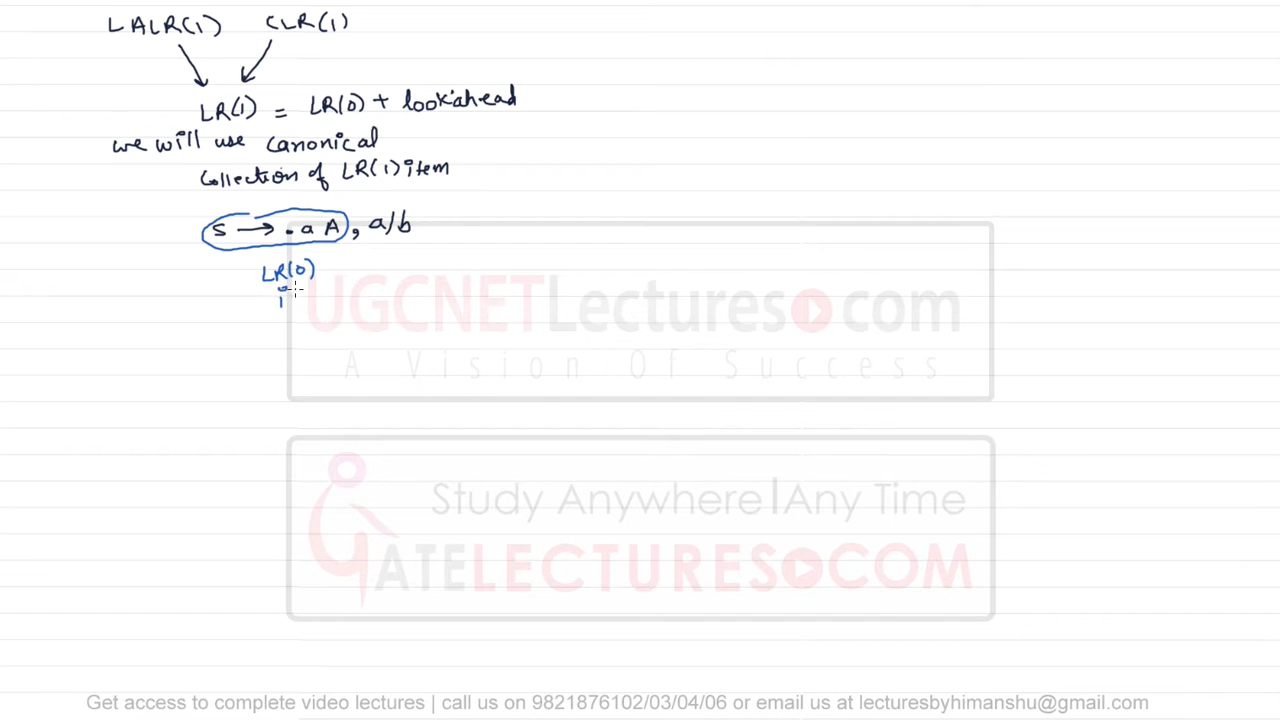 LALR(1) CLR(1)
LR(1) = LR(0) + lookahead
we will use canonical
collection of LR(1) item
S → .aA, a/b
LR(0)
UGCNETLectures.com
A Vision Of Success
Study Anywhere|Any Time
GATELECTURES.COM
Get access to complete video lectures | call us on 9821876102/03/04/06 or email us at lecturesbyhimanshu@gmail.com